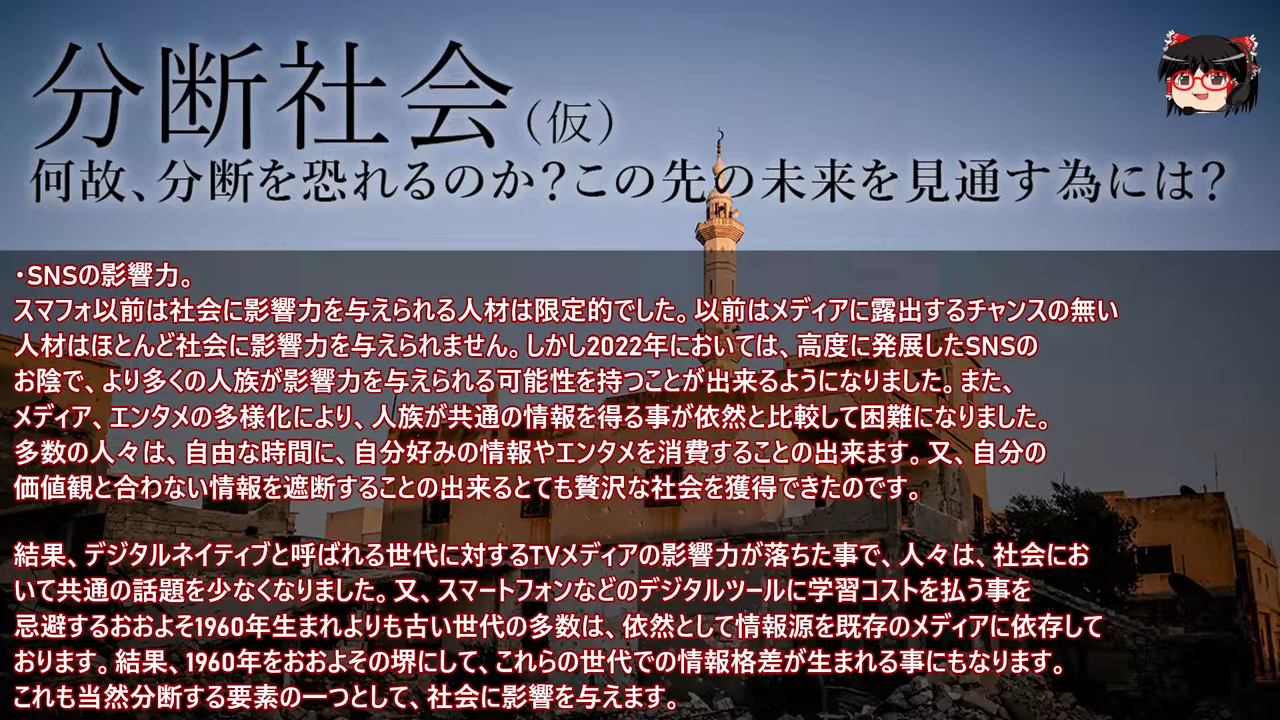 分断社会（仮）
何故、分断を恐れるのか？この先の未来を見通す為には？
・SNSの影響力。
スマフォ以前は社会に影響力を与えられる人材は限定的でした。以前はメディアに露出するチャンスの無い
人材はほとんど社会に影響力を与えられません。しかし2022年においては、高度に発展したSNSの
お陰で、より多くの人族が影響力を与えられる可能性を持つことが出来るようになりました。また、
メディア、エンタメの多様化により、人族が共通の情報を得る事が依然と比較して困難になりました。
多数の人々は、自由な時間に、自分好みの情報やエンタメを消費することの出来ます。又、自分の
価値観と合わない情報を遮断することの出来るとても贅沢な社会を獲得できたのです。
結果、デジタルネイティブと呼ばれる世代に対するTVメディアの影響力が落ちた事で、人々は、社会にお
いて共通の話題を少なくなりました。又、スマートフォンなどのデジタルツールに学習コストを払う事を
忌避するおおよそ1960年生まれよりも古い世代の多数は、依然として情報源を既存のメディアに依存して
おります。結果、1960年をおおよその堺にして、これらの世代での情報格差が生まれる事にもなります。
これも当然分断する要素の一つとして、社会に影響を与えます。